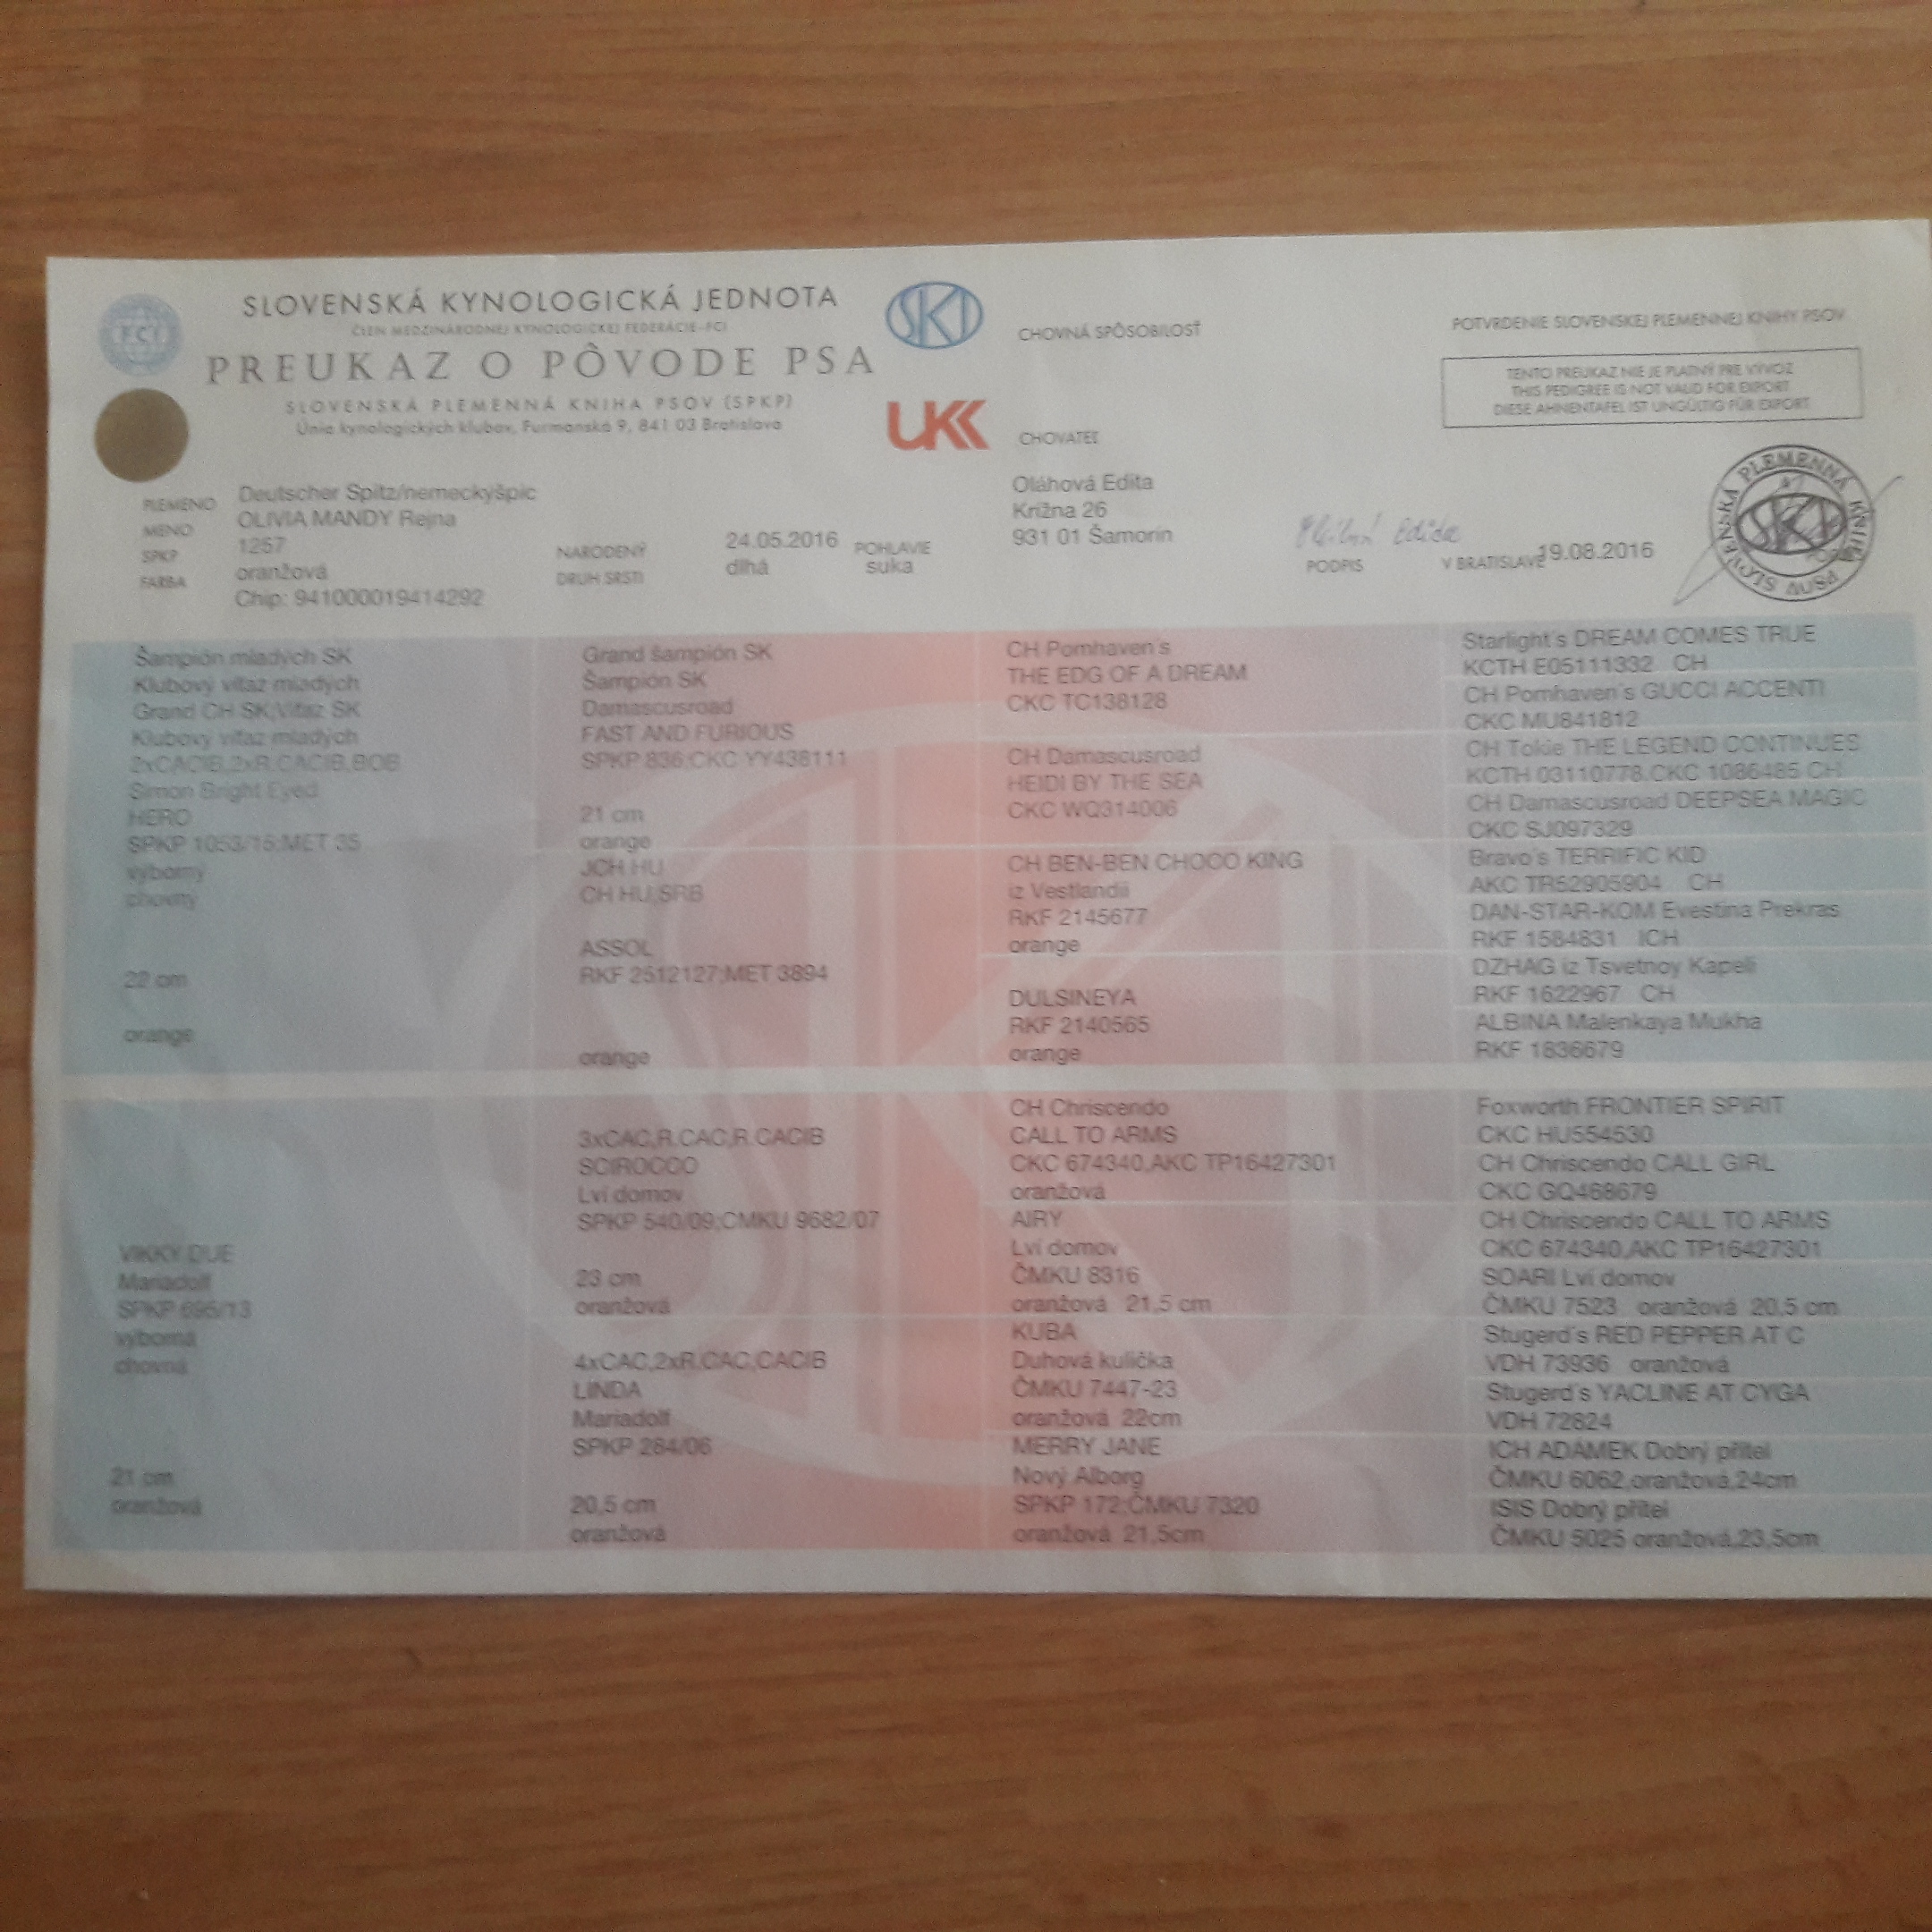 SLOVENSKÁ KYNOLOGICKÁ JEDNOTA
ČLEN MEDZINÁRODNEJ KYNOLOGICKEJ FEDERÁCIE-FCI
FCI
PREUKAZ O PÔVODE PSA
SLOVENSKÁ PLEMENNÁ KNIHA PSOV (SPKP)
Únia kynologických klubov, Furmanská 9, 841 03 Bratislava
SKJ
UKK
CHOVNÁ SPÔSOBILOSŤ
CHOVATEĽ
POTVRDENIE SLOVENSKEJ PLEMENNEJ KNIHY PSOV
TENTO PREUKAZ NIE JE PLATNÝ PRE VÝVOZ
THIS PEDIGREE IS NOT VALID FOR EXPORT
DIESE AHNENTAFEL IST UNGÜLTIG FÜR EXPORT
PLEMENO Deutscher Spitz/nemeckýšpic
MENO OLIVIA MANDY Rejna
SPKP 1257
FARBA oranžová
Chip: 941000019414292
NARODENÝ 24.05.2016 POHLAVIE suka
DRUH SRSTI dlhá
Oláhová Edita
Krížna 26
931 01 Šamorín
Edita
PODPIS
V BRATISLAVE 19.08.2016
SLOVENSKÁ PLEMENNÁ KNIHA PSOV
SKJ
Šampión mladých SK
Klubový víťaz mladých
Grand CH SK,Víťaz SK
Klubový víťaz mladých
2xCACIB,2xR.CACIB,BOB
Simon Bright Eyed
HERO
SPKP 1053/15;MET 35
výborný
chovný
22 cm
orange
Grand šampión SK
Šampión SK
Damascusroad
FAST AND FURIOUS
SPKP 836;CKC YY438111
21 cm
orange
JCH HU
CH HU,SRB
ASSOL
RKF 2512127;MET 3894
orange
CH Pomhaven´s
THE EDG OF A DREAM
CKC TC138128
CH Damascusroad
HEIDI BY THE SEA
CKC WQ314006
CH BEN-BEN CHOCO KING
iz Vestlandii
RKF 2145677
orange
DULSINEYA
RKF 2140565
orange
Starlight´s DREAM COMES TRUE
KCTH E05111332 CH
CH Pomhaven´s GUCCI ACCENTI
CKC MU841812
CH Tokie THE LEGEND CONTINUES
KCTH 03110778,CKC 1086485 CH
CH Damascusroad DEEPSEA MAGIC
CKC SJ097329
Bravo´s TERRIFIC KID
AKC TR52905904 CH
DAN-STAR-KOM Evestina Prekras
RKF 1584831 ICH
DZHAG iz Tsvetnoy Kapeli
RKF 1622967 CH
ALBINA Malenkaya Mukha
RKF 1836679
VIKKY DUE
Mariadolf
SPKP 695/13
výborná
chovná
21 cm
oranžová
3xCAC,R.CAC,R.CACIB
SCIROCCO
Lví domov
SPKP 540/09;ČMKU 9682/07
23 cm
oranžová
4xCAC,2xR.CAC,CACIB
LINDA
Mariadolf
SPKP 284/06
20,5 cm
oranžová
CH Chriscendo
CALL TO ARMS
CKC 674340,AKC TP16427301
oranžová
AIRY
Lví domov
ČMKU 8316
oranžová 21,5 cm
KUBA
Duhová kulička
ČMKU 7447-23
oranžová 22cm
MERRY JANE
Nový Alborg
SPKP 172;ČMKU 7320
oranžová 21,5cm
Foxworth FRONTIER SPIRIT
CKC HU554530
CH Chriscendo CALL GIRL
CKC GQ468679
CH Chriscendo CALL TO ARMS
CKC 674340,AKC TP16427301
SOARI Lví domov
ČMKU 7523 oranžová 20,5 cm
Stugerd´s RED PEPPER AT C
VDH 73936 oranžová
Stugerd´s YACLINE AT CYGA
VDH 72824
ICH ADÁMEK Dobrý přítel
ČMKU 6062,oranžová,24cm
ISIS Dobrý přítel
ČMKU 5025 oranžová,23,5cm